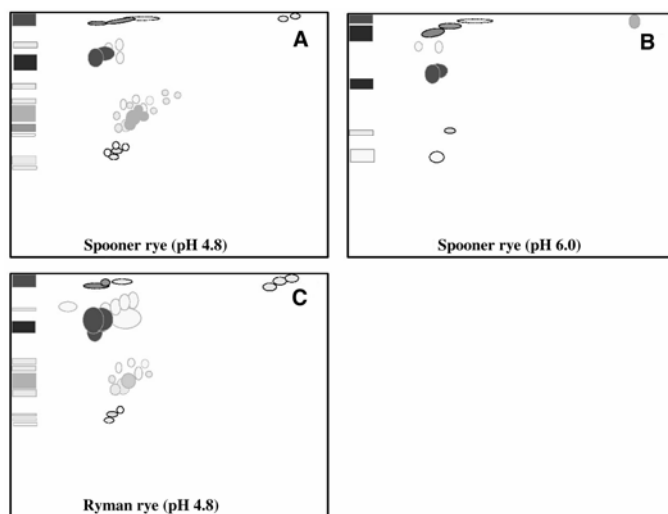 A
Spooner rye (pH 4.8)
B
Spooner rye (pH 6.0)
C
Ryman rye (pH 4.8)